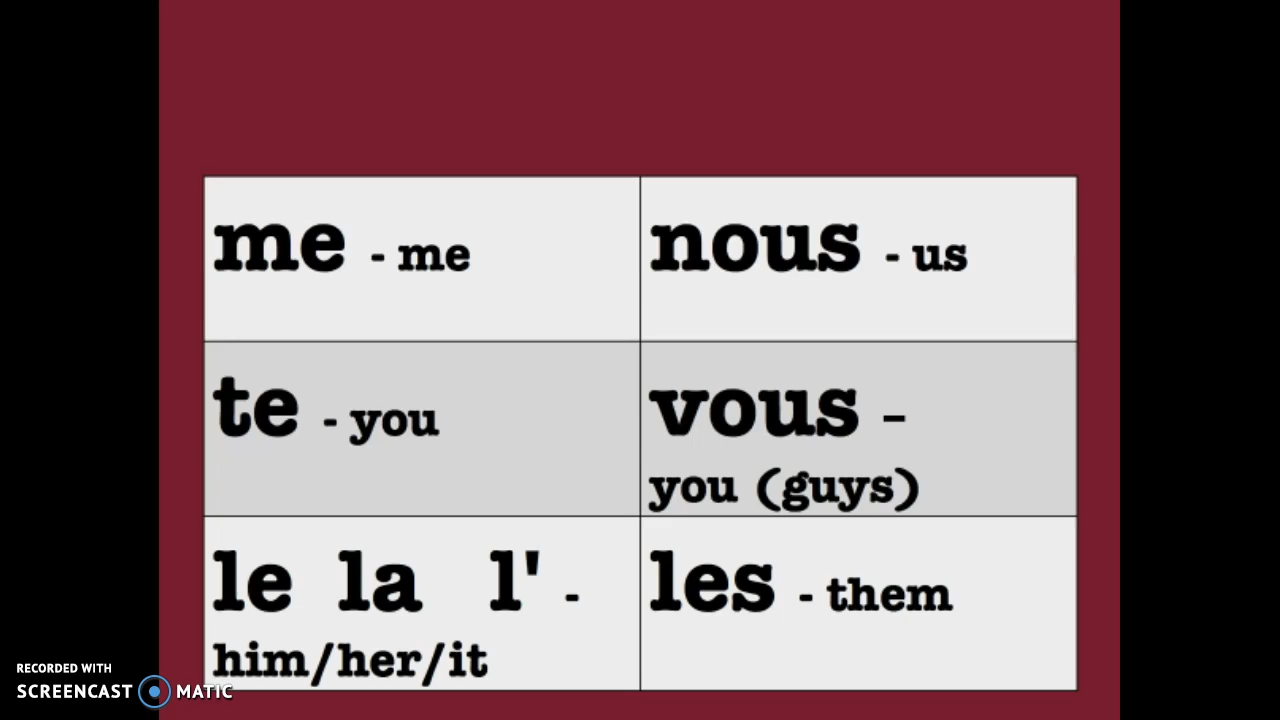 me - me
nous - us
te - you
vous –
you (guys)
le la l' -
him/her/it
les - them
RECORDED WITH
SCREENCAST MATIC